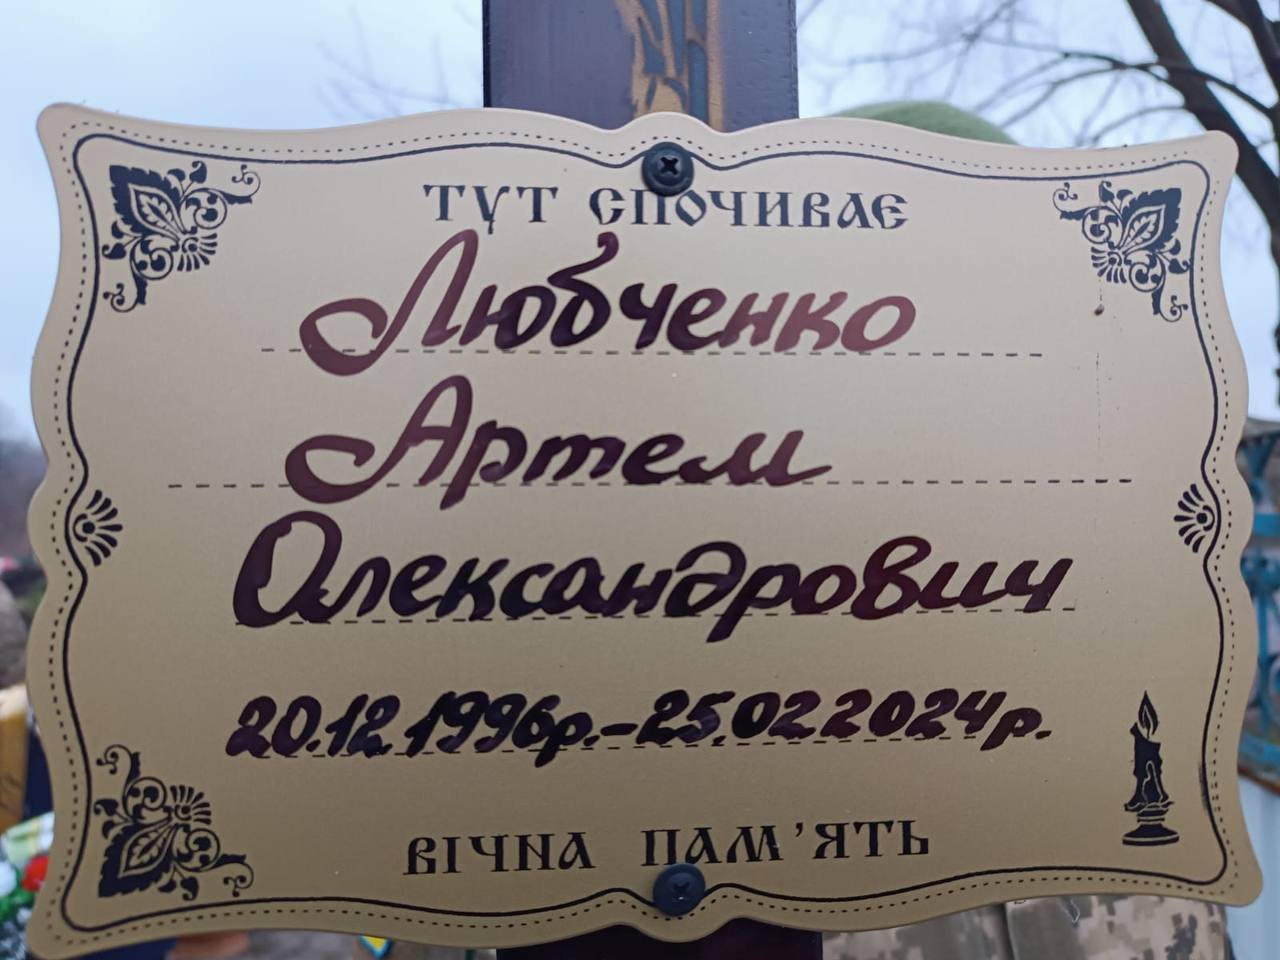 ТУТ СПОЧИВАЄ
Любченко
Артем
Олександрович
20.12.1996р.-25.02.2024р.
ВІЧНА ПАМ'ЯТЬ